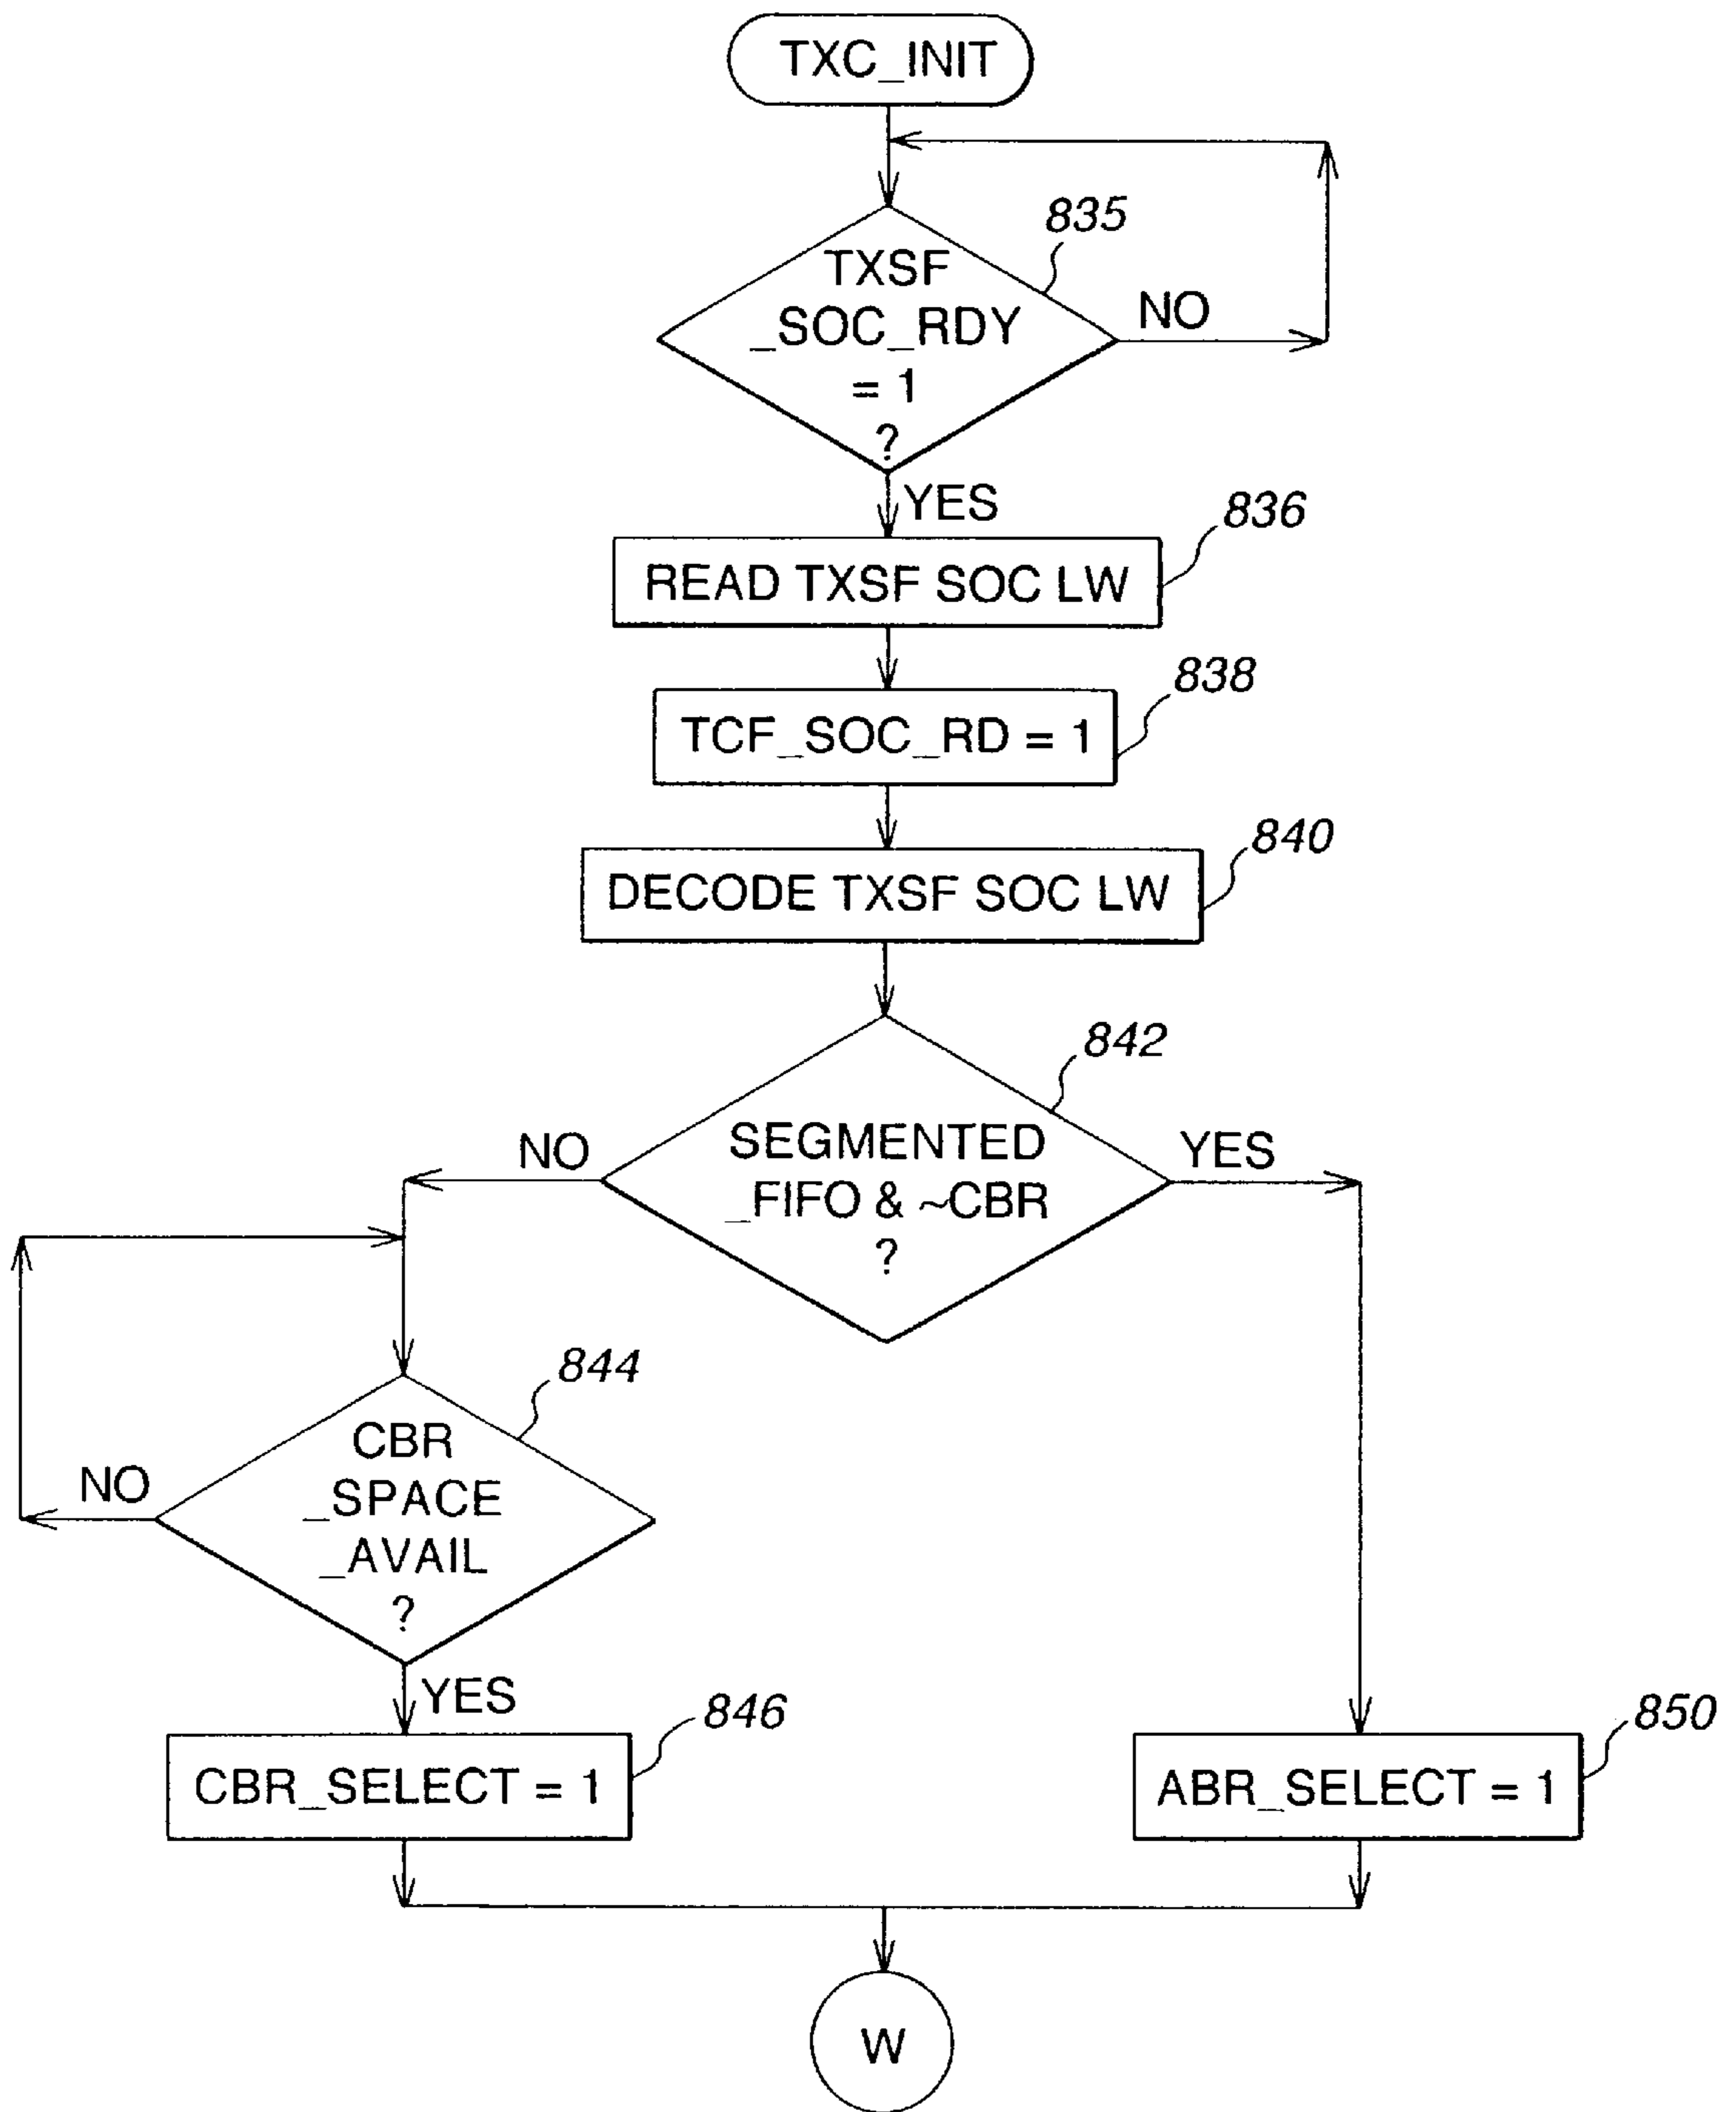 TXC_INIT
835
TXSF
_SOC_RDY
= 1
?
NO
YES
836
READ TXSF SOC LW
838
TCF_SOC_RD = 1
840
DECODE TXSF SOC LW
842
SEGMENTED
_FIFO & ~CBR
?
NO
YES
844
CBR
_SPACE
_AVAIL
?
NO
YES
846
CBR_SELECT = 1
850
ABR_SELECT = 1
W